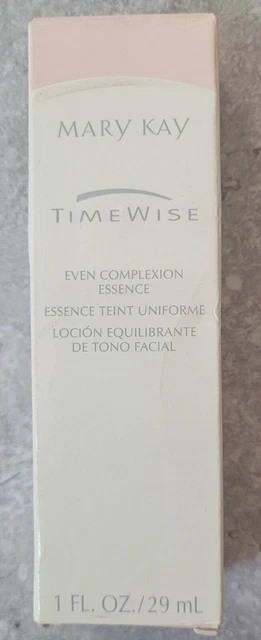 MARY KAY
TIMEWISE
EVEN COMPLEXION
ESSENCE
ESSENCE TEINT UNIFORME
LOCIÓN EQUILIBRANTE
DE TONO FACIAL
1 FL. OZ./29 mL